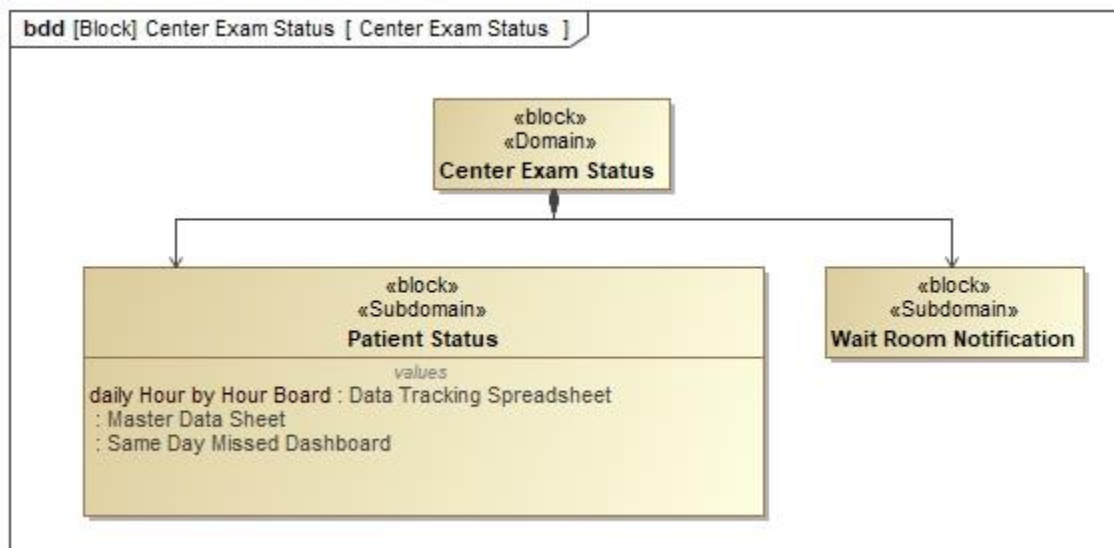 bdd [Block] Center Exam Status [ Center Exam Status ]
«block»
«Domain»
Center Exam Status
«block»
«Subdomain»
Patient Status
values
daily Hour by Hour Board : Data Tracking Spreadsheet
: Master Data Sheet
: Same Day Missed Dashboard
«block»
«Subdomain»
Wait Room Notification